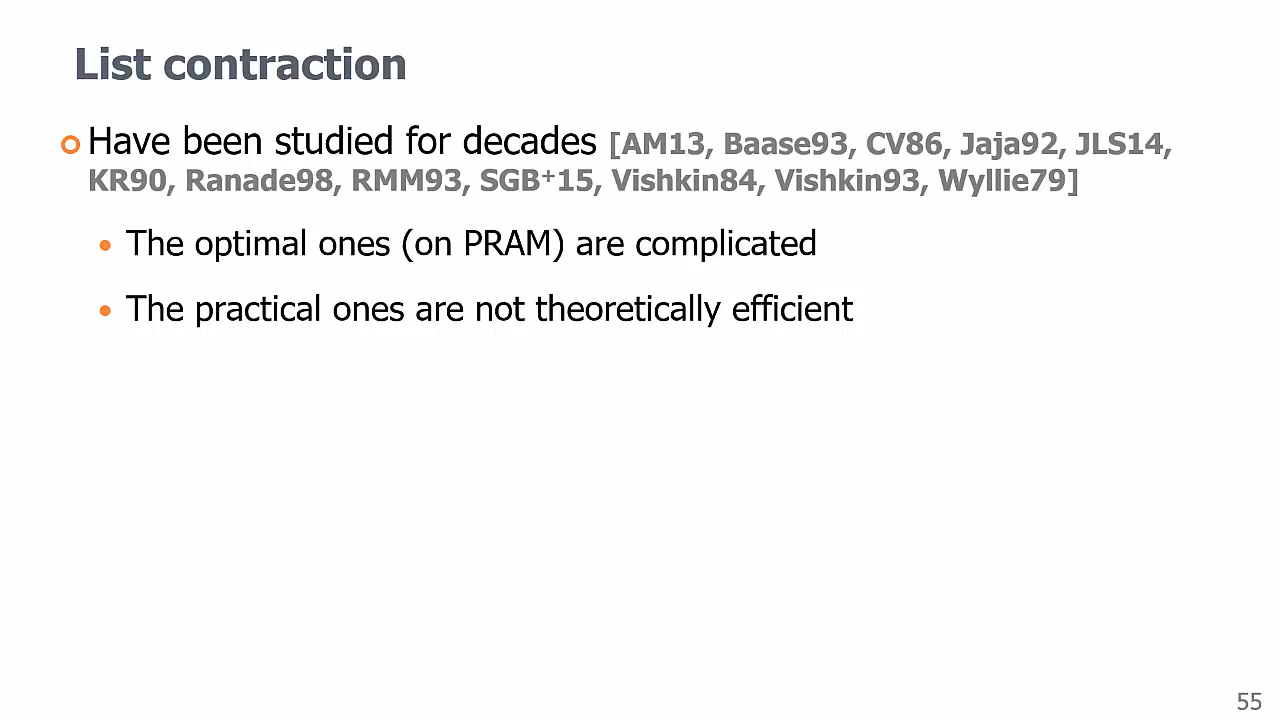 List contraction
Have been studied for decades [AM13, Baase93, CV86, Jaja92, JLS14,
KR90, Ranade98, RMM93, SGB⁺15, Vishkin84, Vishkin93, Wyllie79]
The optimal ones (on PRAM) are complicated
The practical ones are not theoretically efficient
55